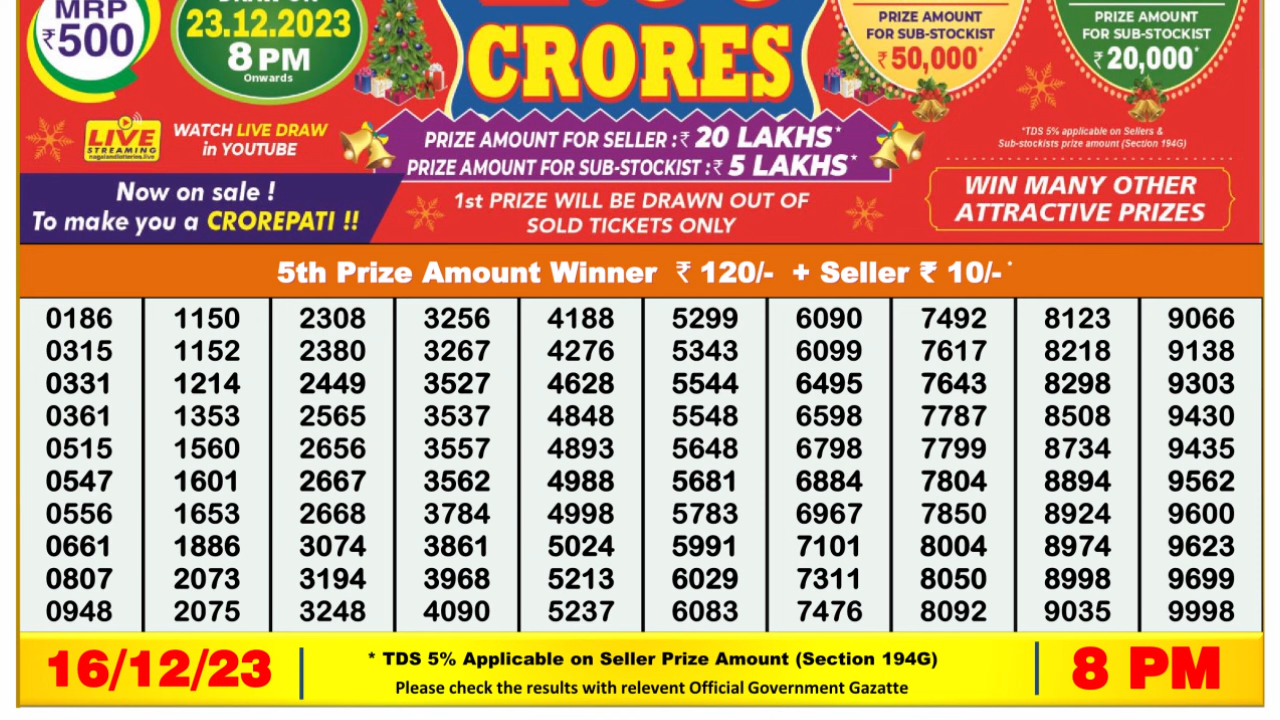 MRP
₹500
23.12.2023
8 PM
Onwards
CRORES
PRIZE AMOUNT
FOR SUB-STOCKIST
₹ 50,000*
PRIZE AMOUNT
FOR SUB-STOCKIST
₹ 20,000*
LIVE
STREAMING
nagalandlotteries.live
WATCH LIVE DRAW
in YOUTUBE
PRIZE AMOUNT FOR SELLER :₹ 20 LAKHS*
PRIZE AMOUNT FOR SUB-STOCKIST :₹ 5 LAKHS*
*TDS 5% applicable on Sellers &
Sub-stockists prize amount (Section 194G)
Now on sale !
To make you a CROREPATI !!
1st PRIZE WILL BE DRAWN OUT OF
SOLD TICKETS ONLY
WIN MANY OTHER
ATTRACTIVE PRIZES
5th Prize Amount Winner ₹ 120/- + Seller ₹ 10/-*
0186 1150 2308 3256 4188 5299 6090 7492 8123 9066
0315 1152 2380 3267 4276 5343 6099 7617 8218 9138
0331 1214 2449 3527 4628 5544 6495 7643 8298 9303
0361 1353 2565 3537 4848 5548 6598 7787 8508 9430
0515 1560 2656 3557 4893 5648 6798 7799 8734 9435
0547 1601 2667 3562 4988 5681 6884 7804 8894 9562
0556 1653 2668 3784 4998 5783 6967 7850 8924 9600
0661 1886 3074 3861 5024 5991 7101 8004 8974 9623
0807 2073 3194 3968 5213 6029 7311 8050 8998 9699
0948 2075 3248 4090 5237 6083 7476 8092 9035 9998
16/12/23
* TDS 5% Applicable on Seller Prize Amount (Section 194G)
Please check the results with relevent Official Government Gazatte
8 PM